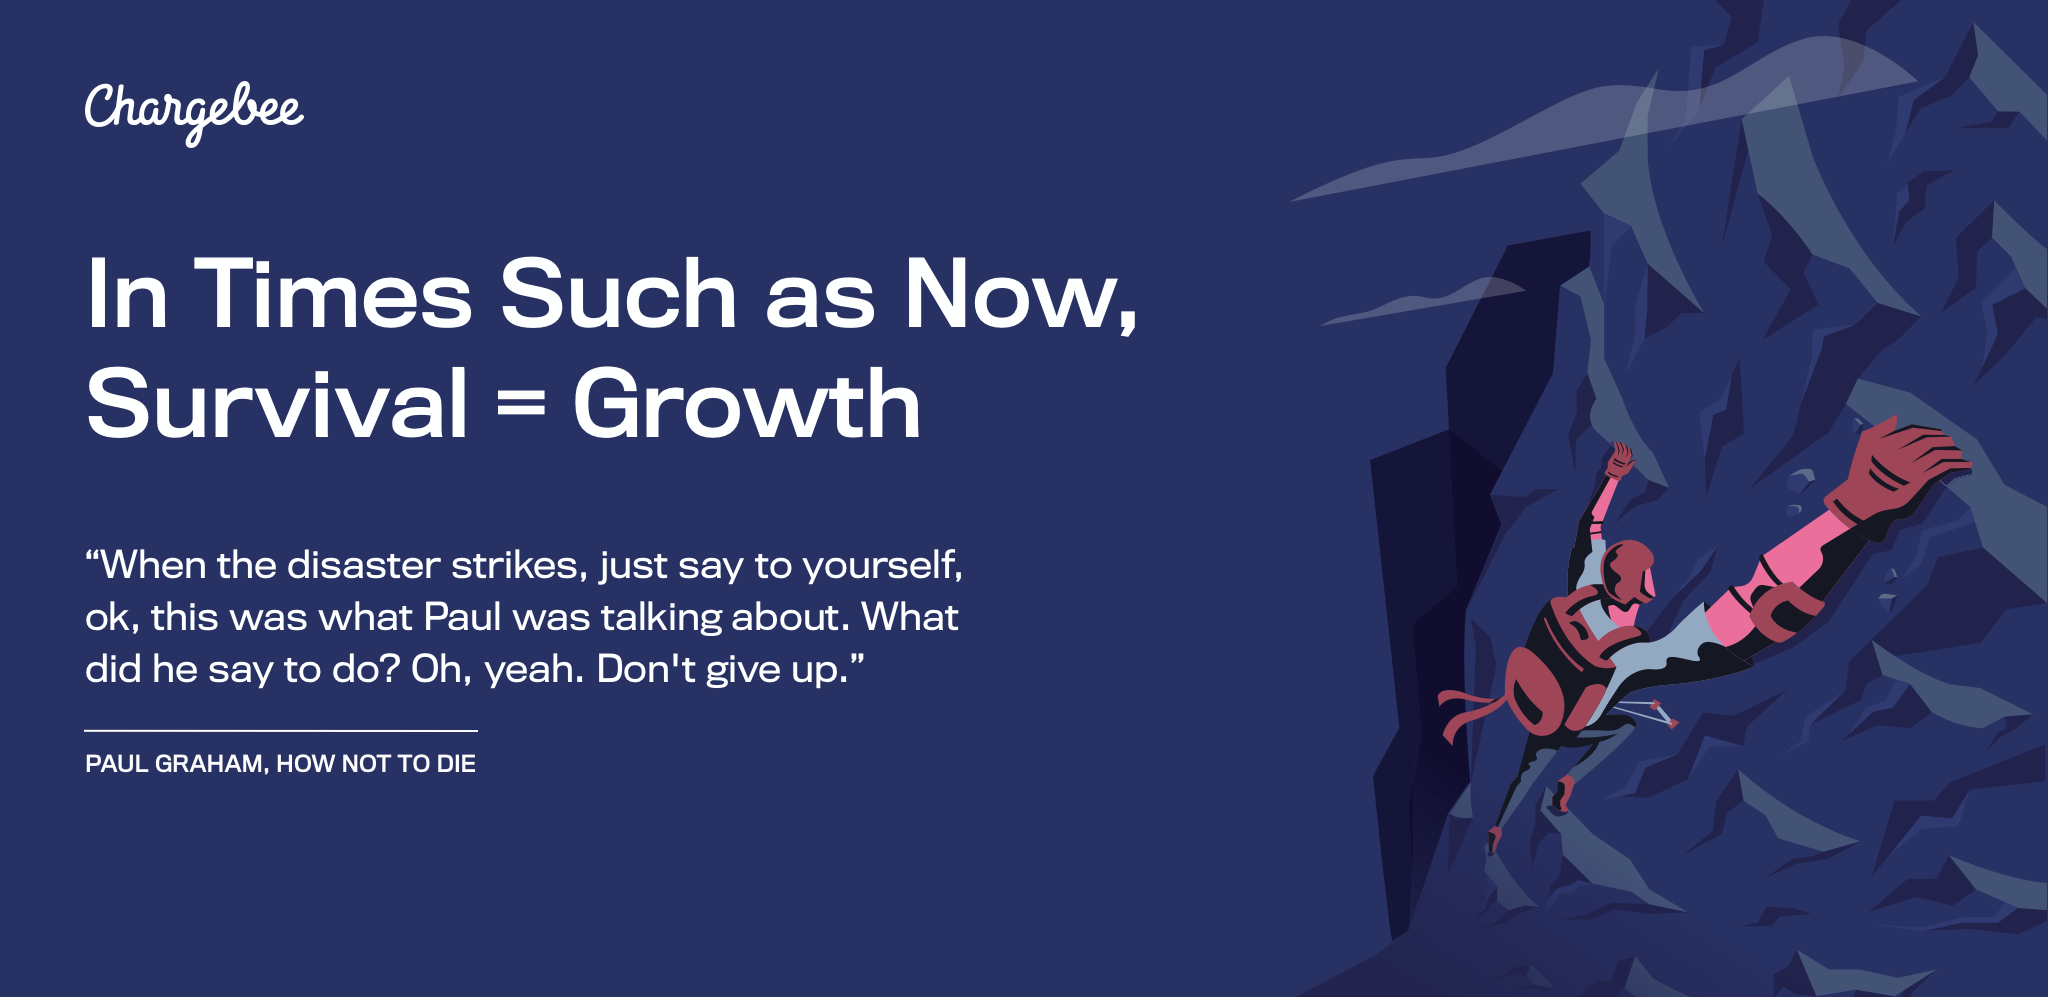 Chargebee
In Times Such as Now,
Survival = Growth
“When the disaster strikes, just say to yourself,
ok, this was what Paul was talking about. What
did he say to do? Oh, yeah. Don't give up.”
PAUL GRAHAM, HOW NOT TO DIE